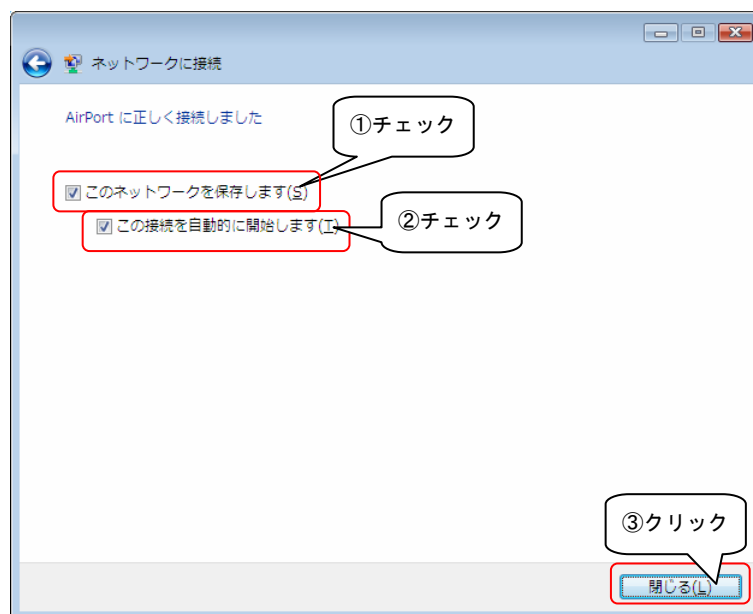 ネットワークに接続
AirPort に正しく接続しました
①チェック
このネットワークを保存します(S)
この接続を自動的に開始します(T)
②チェック
③クリック
閉じる(L)